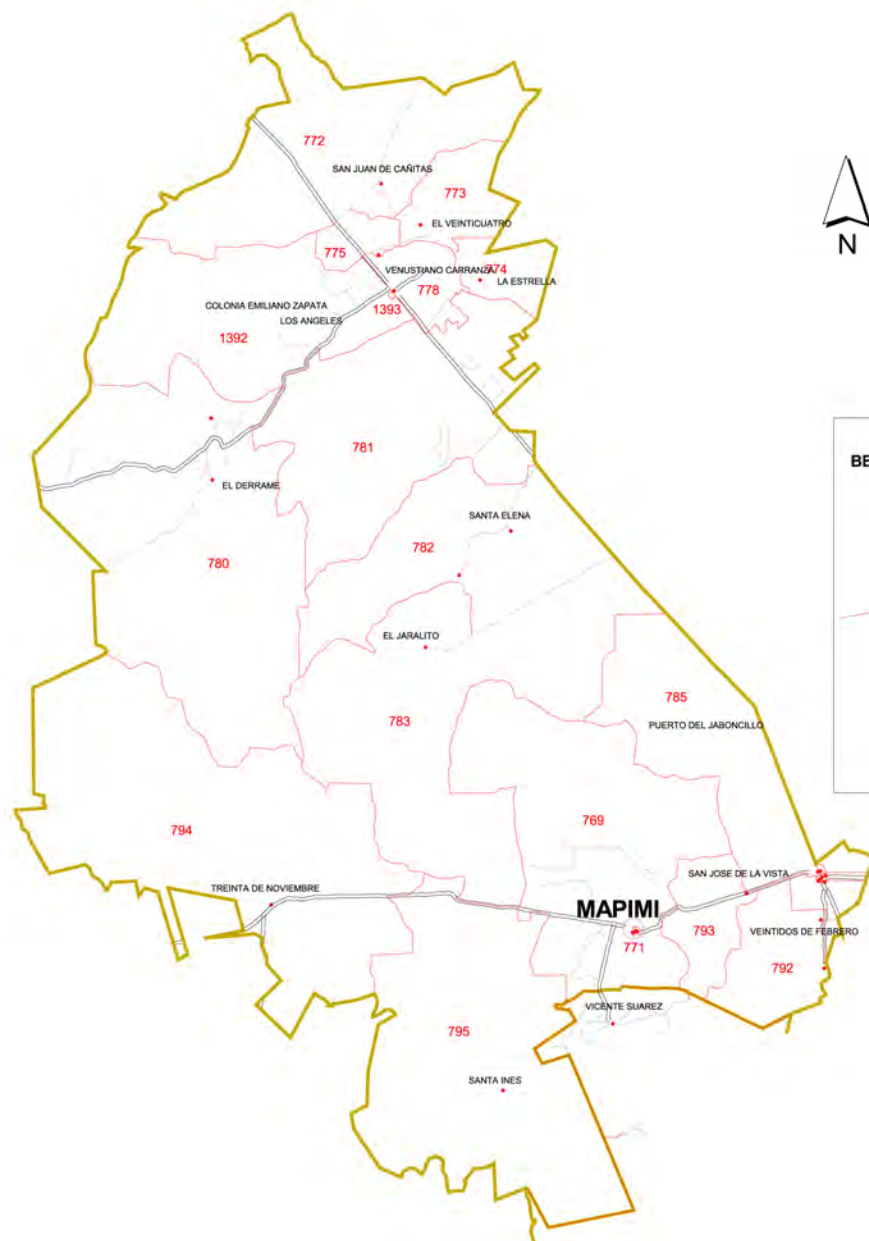 772
SAN JUAN DE CAÑITAS
773
EL VEINTICUATRO
N
775
VENUSTIANO CARRANZA
774
778
LA ESTRELLA
COLONIA EMILIANO ZAPATA
1393
LOS ANGELES
1392
781
BE
EL DERRAME
SANTA ELENA
782
780
EL JARALITO
785
783
PUERTO DEL JABONCILLO
769
794
SAN JOSE DE LA VISTA
TREINTA DE NOVIEMBRE
MAPIMI
793
VEINTIDOS DE FEBRERO
771
792
VICENTE SUAREZ
795
SANTA INES